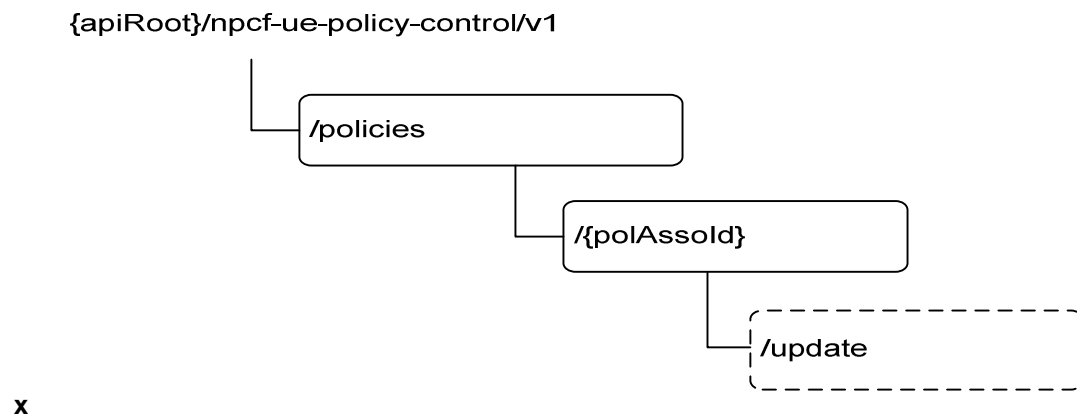 {apiRoot}/npcf-ue-policy-control/v1
/policies
/{polAssoId}
/update
x